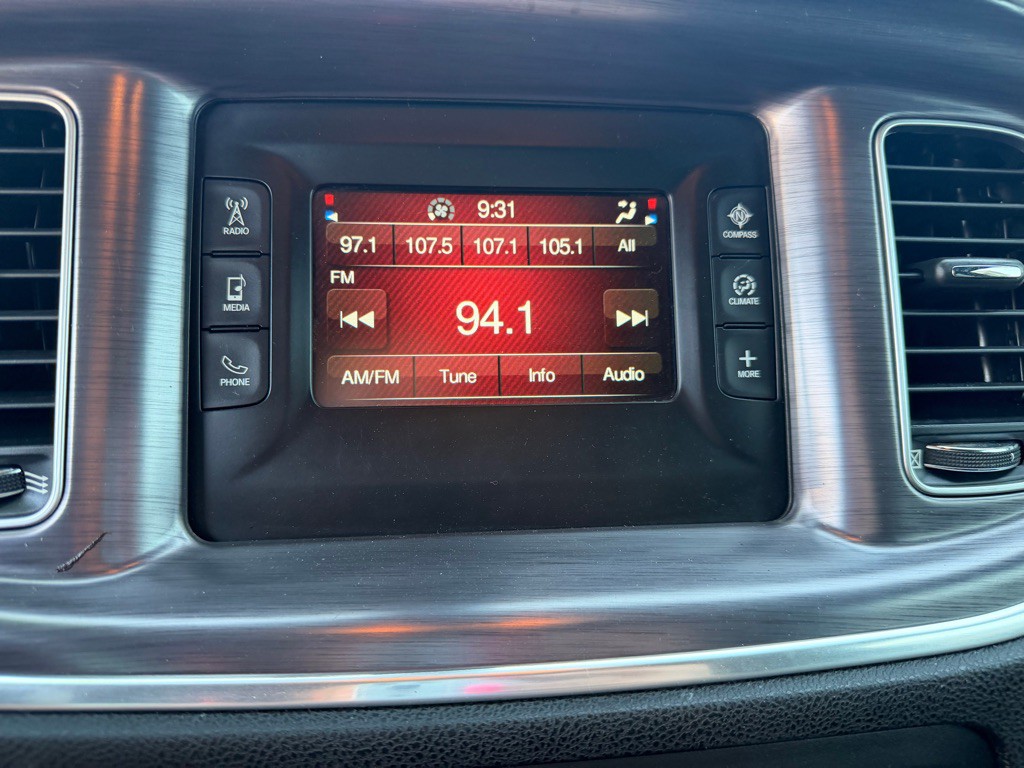 9:31
97.1 107.5 107.1 105.1 All
FM
94.1
AM/FM Tune Info Audio
RADIO
MEDIA
PHONE
N
COMPASS
CLIMATE
MORE